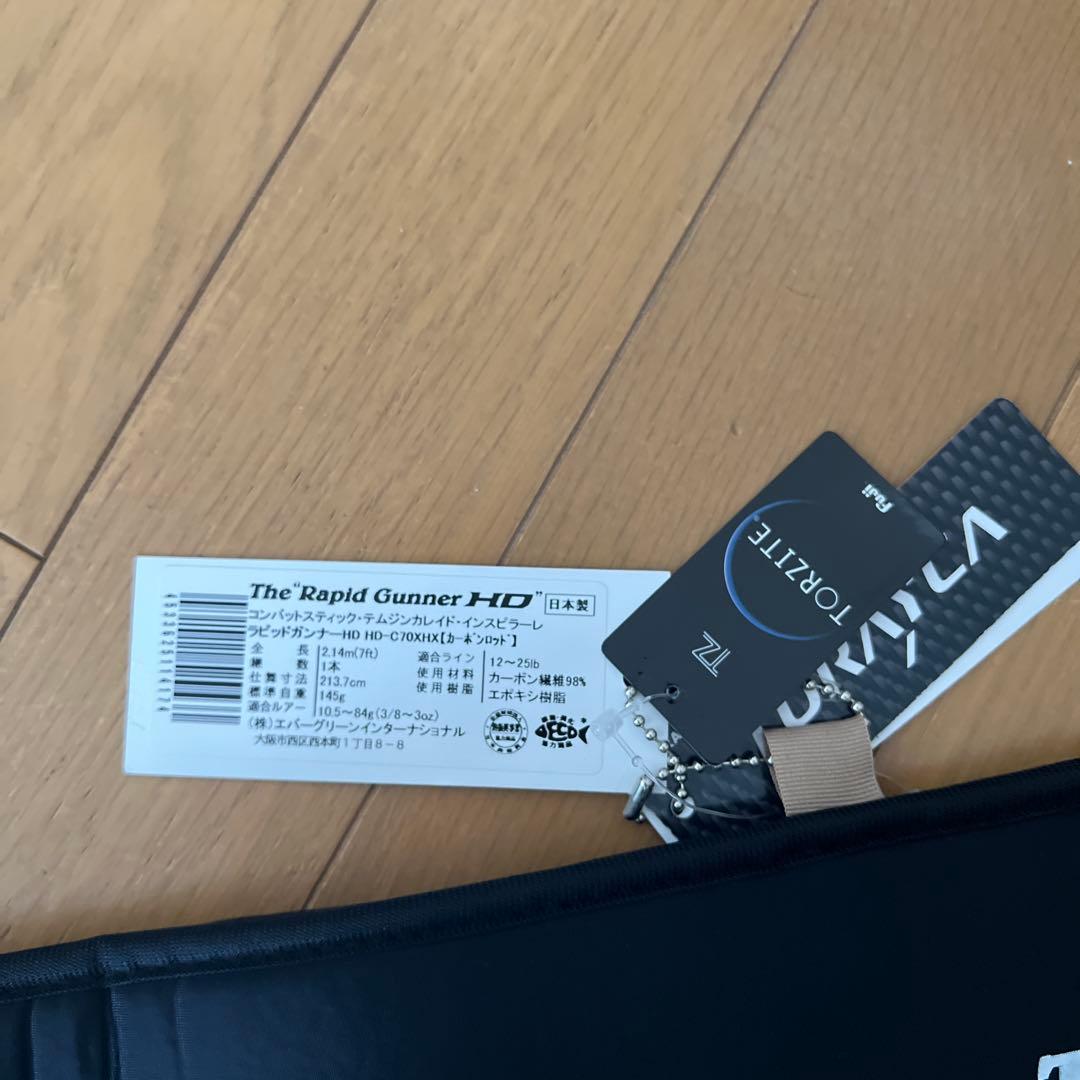 The "Rapid Gunner HD"
日本製
コンバットスティック・テムジンカレイド・インスピラーレ
ラピッドガンナーHD HD-C70XHX【カーボンロッド】
全長 2.14m(7ft) 適合ライン 12〜25lb
継数 1本 使用材料 カーボン繊維98%
仕舞寸法 213.7cm 使用樹脂 エポキシ樹脂
標準自重 145g
適合ルアー 10.5〜84g(3/8〜3oz)
(株)エバーグリーンインターナショナル
大阪市西区西本町1丁目8-8
ECO
協力商品
Fuji
TORZITE
TZ